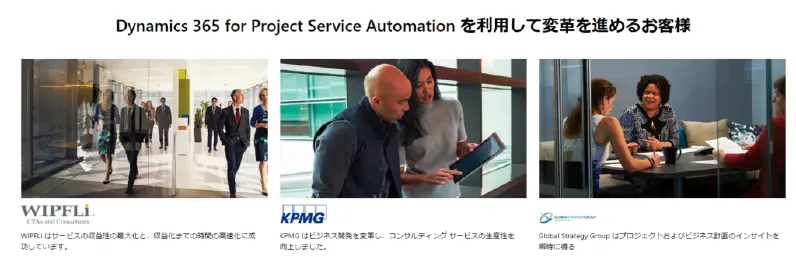 Dynamics 365 for Project Service Automation を利用して変革を進めるお客様
WIPFLi
CPAs and Consultants
WIPFLi はサービスの収益性の最大化と、収益化までの時間の高速化に成
功しています。
KPMG
KPMG はビジネス開発を変革し、コンサルティング サービスの生産性を
向上しました。
GLOBAL STRATEGY GROUP
Global Strategy Group はプロジェクトおよびビジネス計画のインサイトを
瞬時に得る